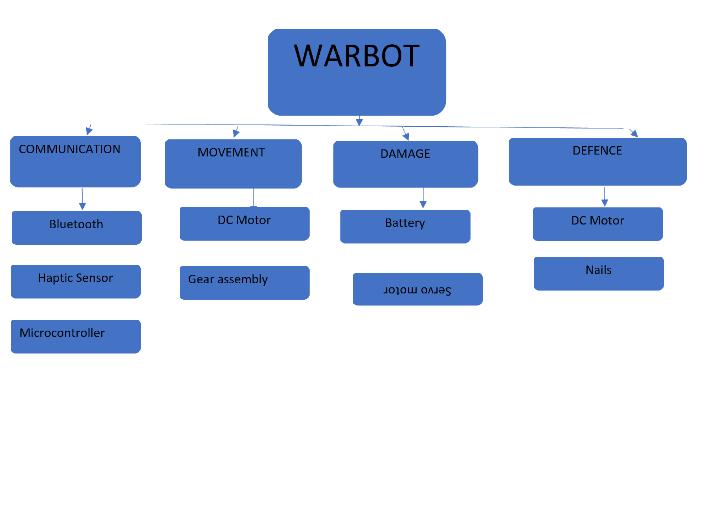 WARBOT
COMMUNICATION
MOVEMENT
DAMAGE
DEFENCE
Bluetooth
DC Motor
Battery
DC Motor
Haptic Sensor
Gear assembly
Servo motor
Nails
Microcontroller